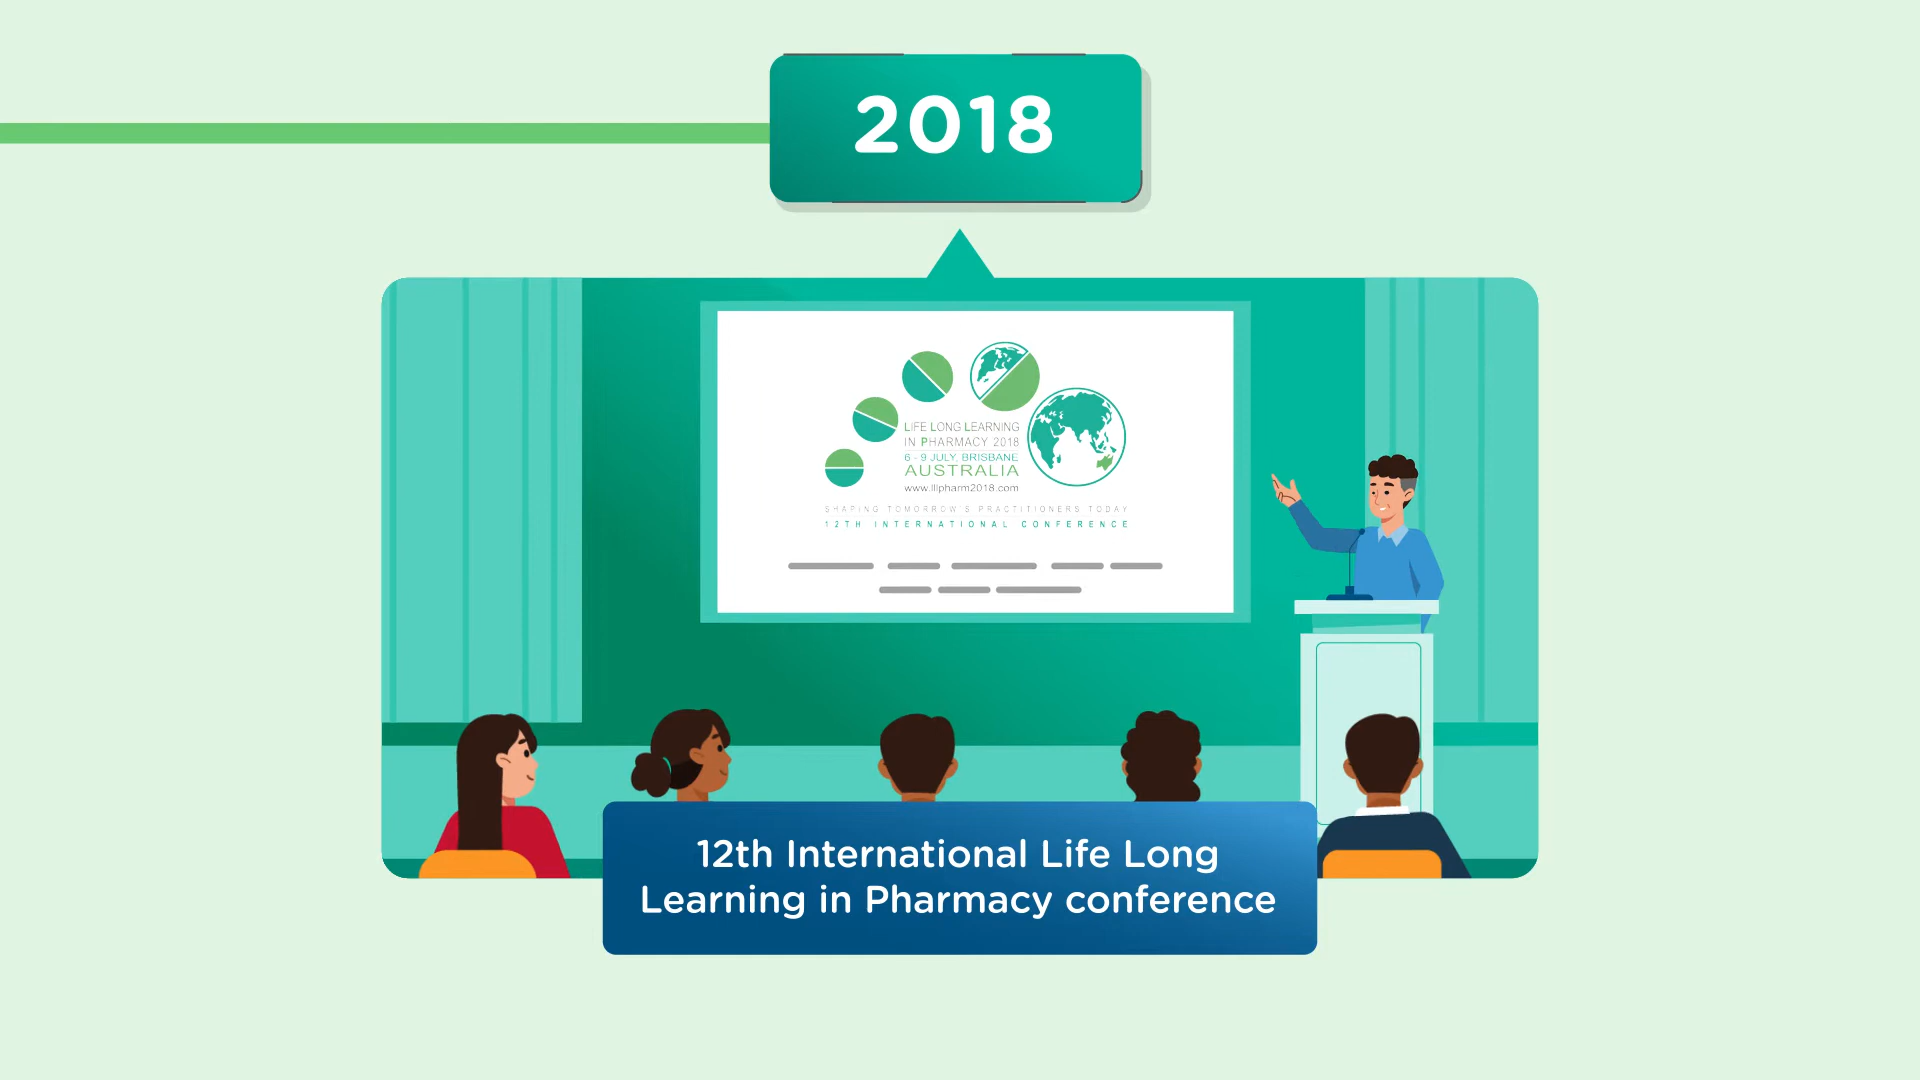 2018
LIFE LONG LEARNING
IN PHARMACY 2018
6 - 9 JULY, BRISBANE
AUSTRALIA
www.lllpharm2018.com
SHAPING TOMORROW'S PRACTITIONERS TODAY
12TH INTERNATIONAL CONFERENCE
12th International Life Long
Learning in Pharmacy conference